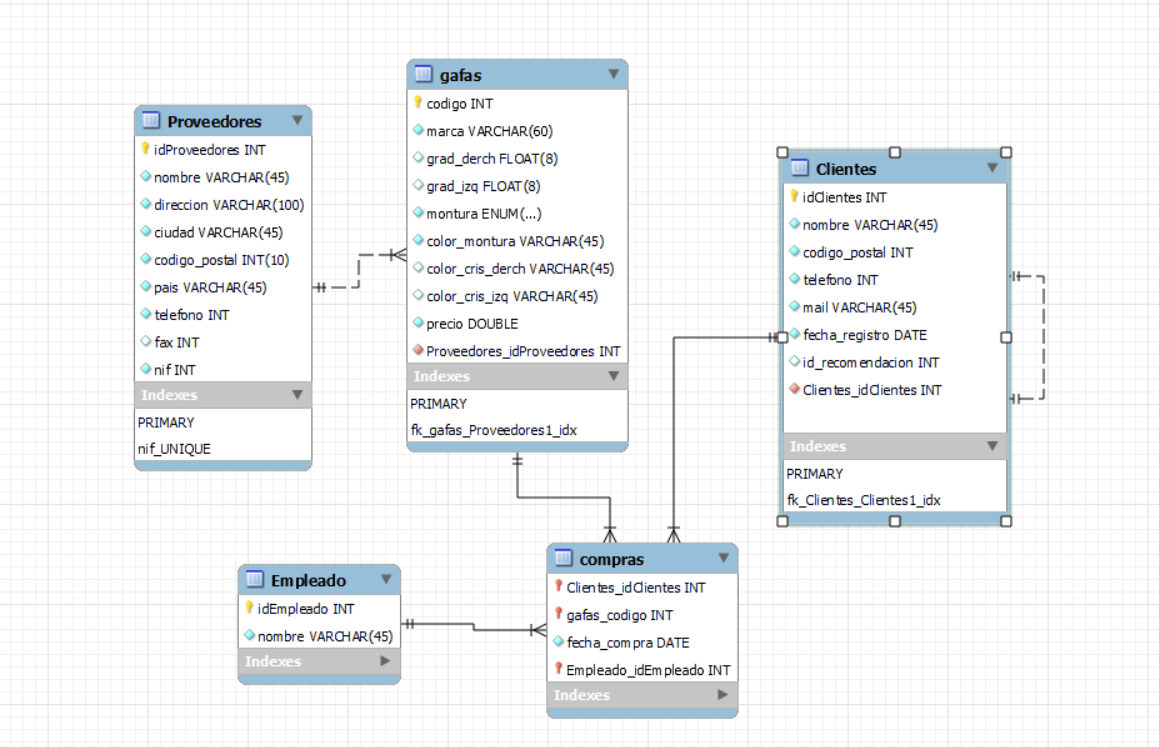 Proveedores
idProveedores INT
nombre VARCHAR(45)
direccion VARCHAR(100)
ciudad VARCHAR(45)
codigo_postal INT(10)
pais VARCHAR(45)
telefono INT
fax INT
nif INT
Indexes
PRIMARY
nif_UNIQUE
gafas
codigo INT
marca VARCHAR(60)
grad_derch FLOAT(8)
grad_izq FLOAT(8)
montura ENUM(...)
color_montura VARCHAR(45)
color_cris_derch VARCHAR(45)
color_cris_izq VARCHAR(45)
precio DOUBLE
Proveedores_idProveedores INT
Indexes
PRIMARY
fk_gafas_Proveedores1_idx
Clientes
idClientes INT
nombre VARCHAR(45)
codigo_postal INT
telefono INT
mail VARCHAR(45)
fecha_registro DATE
id_recomendacion INT
Clientes_idClientes INT
Indexes
PRIMARY
fk_Clientes_Clientes1_idx
Empleado
idEmpleado INT
nombre VARCHAR(45)
Indexes
compras
Clientes_idClientes INT
gafas_codigo INT
fecha_compra DATE
Empleado_idEmpleado INT
Indexes